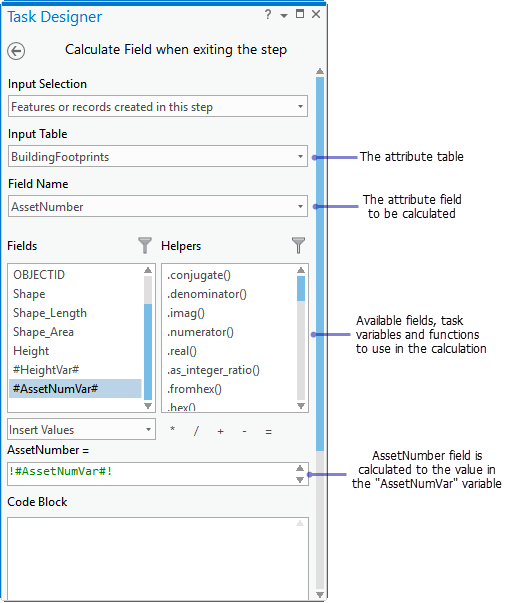 Task Designer
?
Calculate Field when exiting the step
Input Selection
Features or records created in this step
Input Table
BuildingFootprints
The attribute table
Field Name
AssetNumber
The attribute field
to be calculated
Fields
OBJECTID
Shape
Shape_Length
Shape_Area
Height
#HeightVar#
#AssetNumVar#
Helpers
.conjugate()
.denominator()
.imag()
.numerator()
.real()
.as_integer_ratio()
.fromhex()
.hex()
Available fields, task
variables and functions
to use in the calculation
Insert Values
* / + - =
AssetNumber =
!#AssetNumVar#!
AssetNumber field is
calculated to the value in
the "AssetNumVar" variable
Code Block